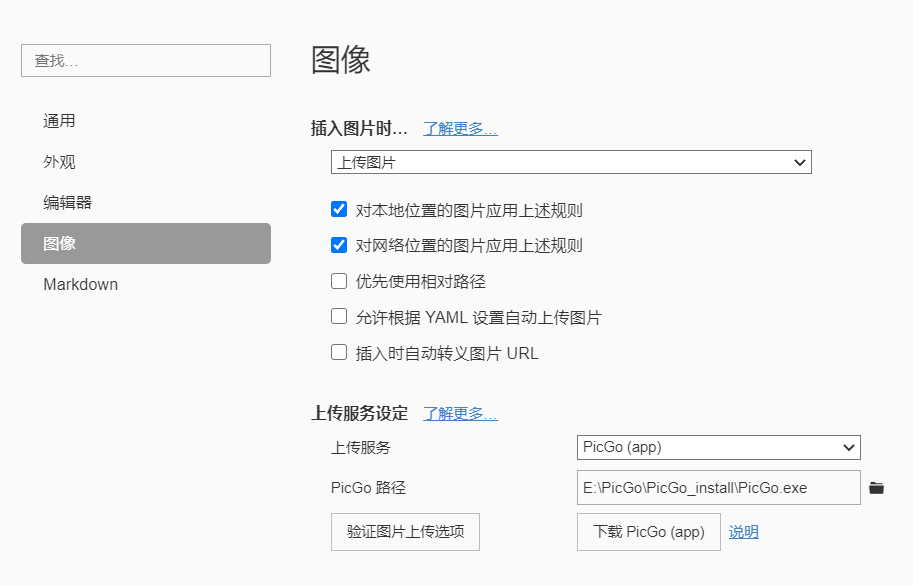 查找...
通用
外观
编辑器
图像
Markdown
图像
插入图片时... 了解更多...
上传图片
对本地位置的图片应用上述规则
对网络位置的图片应用上述规则
优先使用相对路径
允许根据 YAML 设置自动上传图片
插入时自动转义图片 URL
上传服务设定 了解更多...
上传服务 PicGo (app)
PicGo 路径 E:\PicGo\PicGo_install\PicGo.exe
验证图片上传选项 下载 PicGo (app) 说明